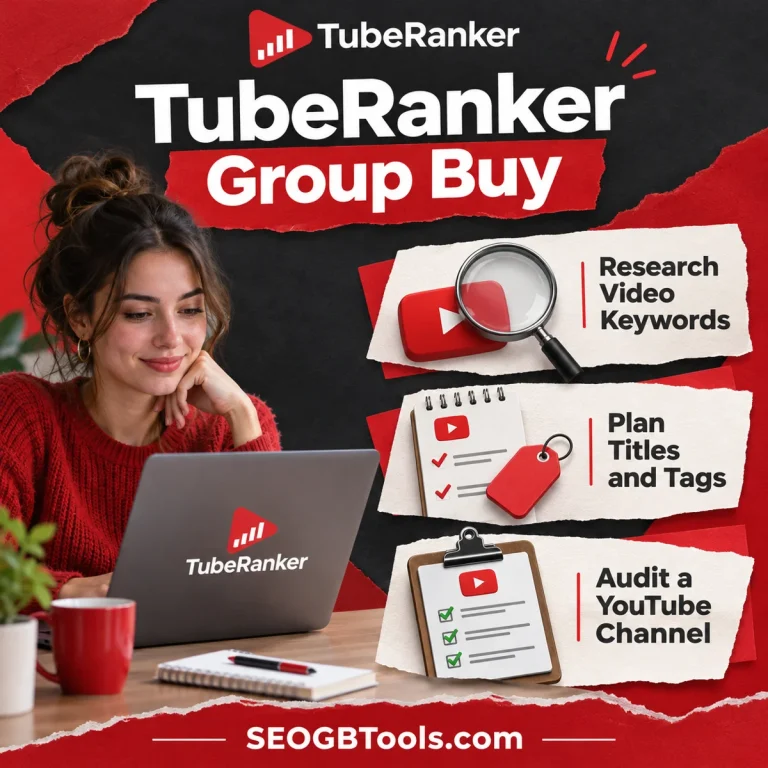 TubeRanker
TubeRanker
Group Buy
Research
Video
Keywords
Plan
Titles
and Tags
Audit a
YouTube
Channel
TubeRanker
SEOGBTools.com